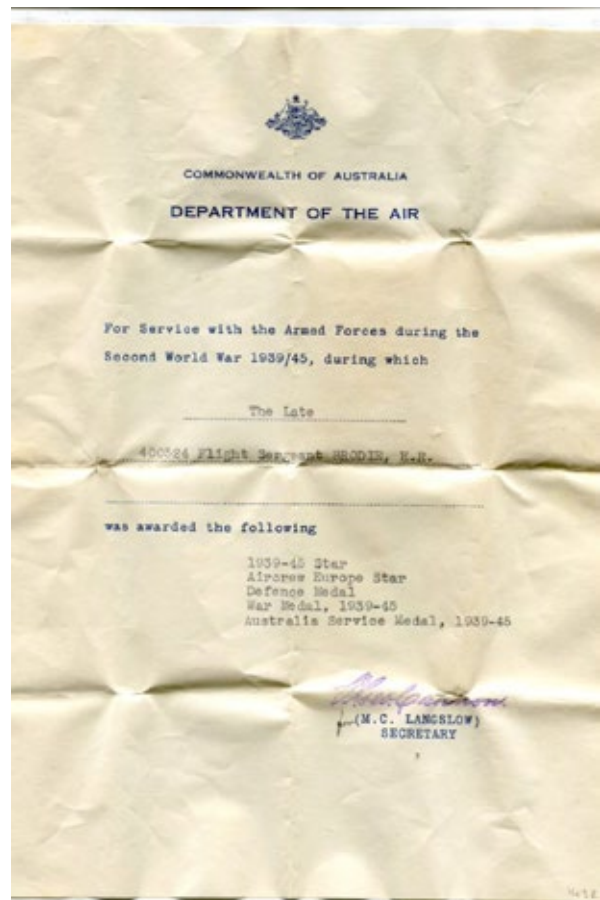 COMMONWEALTH OF AUSTRALIA
DEPARTMENT OF THE AIR
For Service with the Armed Forces during the
Second World War 1939/45, during which
The Late
400524 Flight Sergeant BRODIE,
was awarded the following
1939-45 Star
Aircrew Europe Star
Defence Medal
War Medal, 1939-45
Australia Service Medal, 1939-45
for (M.C. LANGSLOW)
SECRETARY